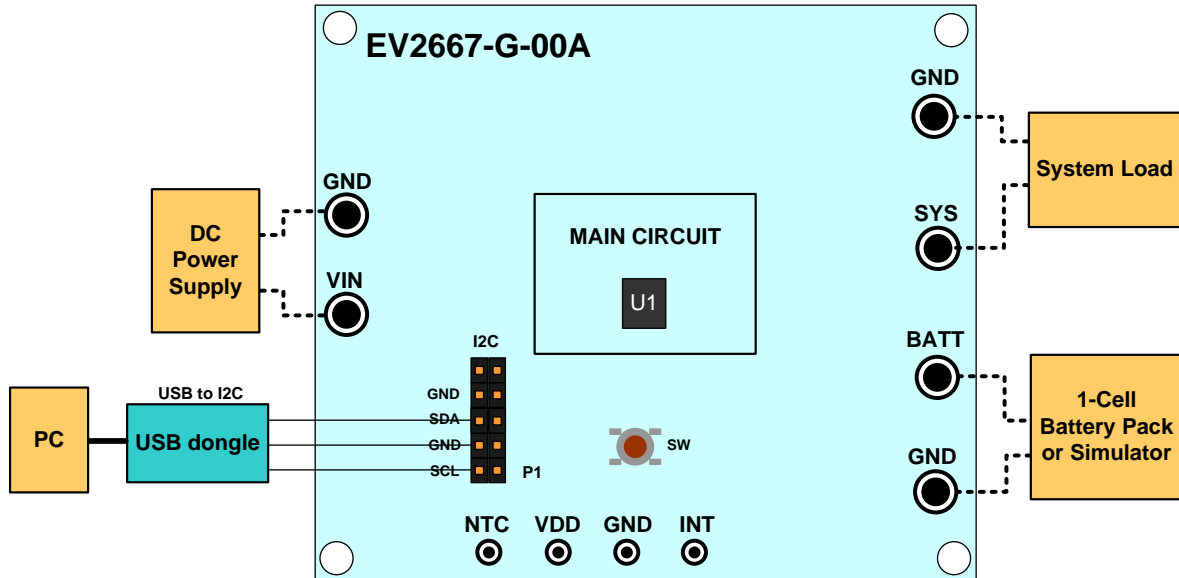 EV2667-G-00A
GND
System Load
SYS
GND
DC
Power
Supply
VIN
MAIN CIRCUIT
U1
BATT
1-Cell
Battery Pack
or Simulator
GND
I2C
GND
SDA
GND
SCL
P1
USB to I2C
PC
USB dongle
SW
NTC
VDD
GND
INT